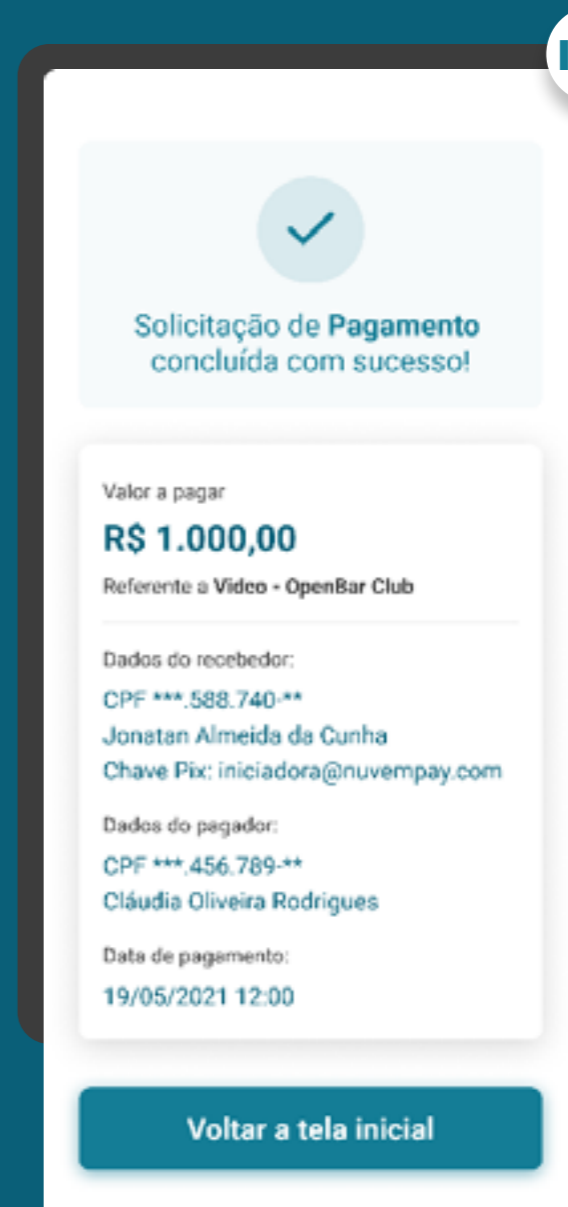 Solicitação de Pagamento
concluída com sucesso!
Valor a pagar
R$ 1.000,00
Referente a Video - OpenBar Club
Dados do recebedor:
CPF ***.588.740-**
Jonatan Almeida da Cunha
Chave Pix: iniciadora@nuvempay.com
Dados do pagador:
CPF ***.456.789-**
Cláudia Oliveira Rodrigues
Data de pagamento:
19/05/2021 12:00
Voltar a tela inicial